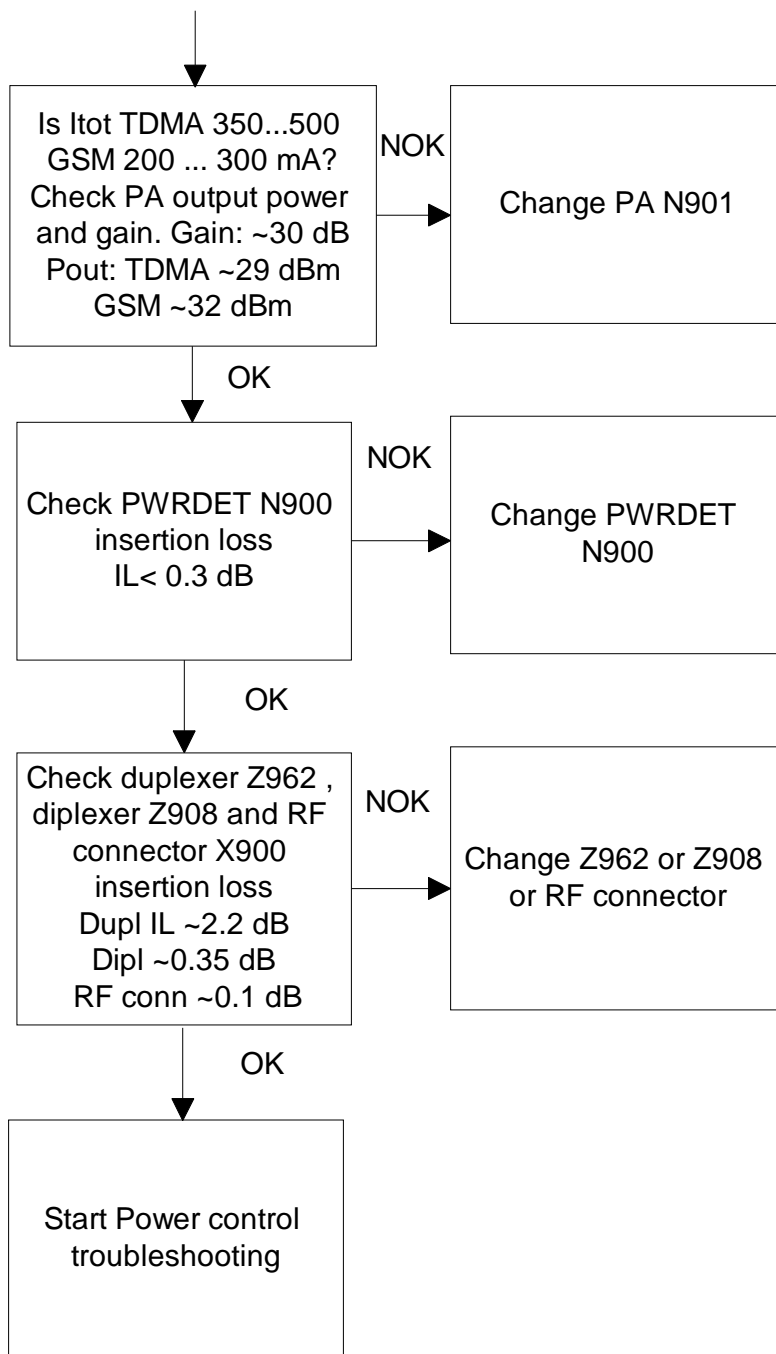 Is Itot TDMA 350...500
GSM 200 ... 300 mA?
Check PA output power
and gain. Gain: ~30 dB
Pout: TDMA ~29 dBm
GSM ~32 dBm
NOK
Change PA N901
OK
Check PWRDET N900
insertion loss
IL< 0.3 dB
NOK
Change PWRDET
N900
OK
Check duplexer Z962 ,
diplexer Z908 and RF
connector X900
insertion loss
Dupl IL ~2.2 dB
Dipl ~0.35 dB
RF conn ~0.1 dB
NOK
Change Z962 or Z908
or RF connector
OK
Start Power control
troubleshooting